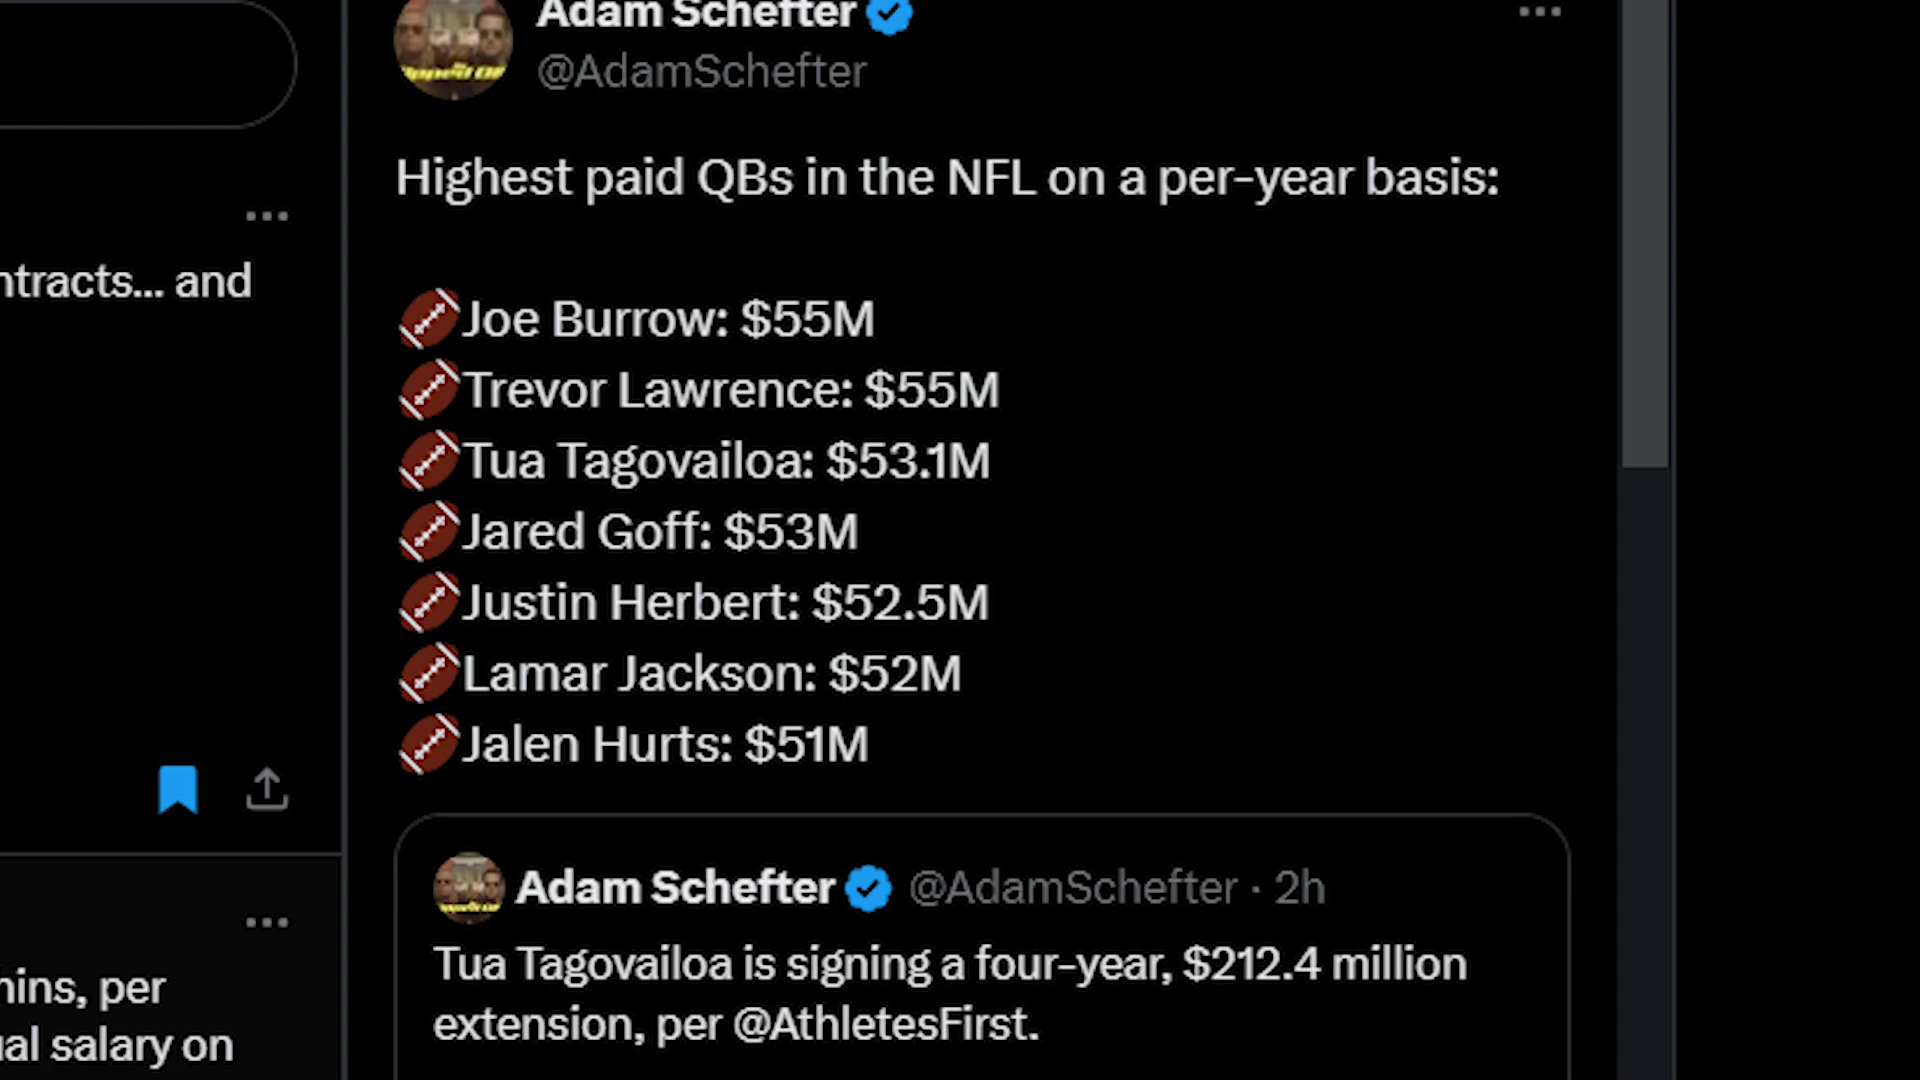 Adam Schefter
@AdamSchefter
Highest paid QBs in the NFL on a per-year basis:
ntracts... and
Joe Burrow: $55M
Trevor Lawrence: $55M
Tua Tagovailoa: $53.1M
Jared Goff: $53M
Justin Herbert: $52.5M
Lamar Jackson: $52M
Jalen Hurts: $51M
Adam Schefter @AdamSchefter · 2h
Tua Tagovailoa is signing a four-year, $212.4 million
extension, per @AthletesFirst.
, per
salary on